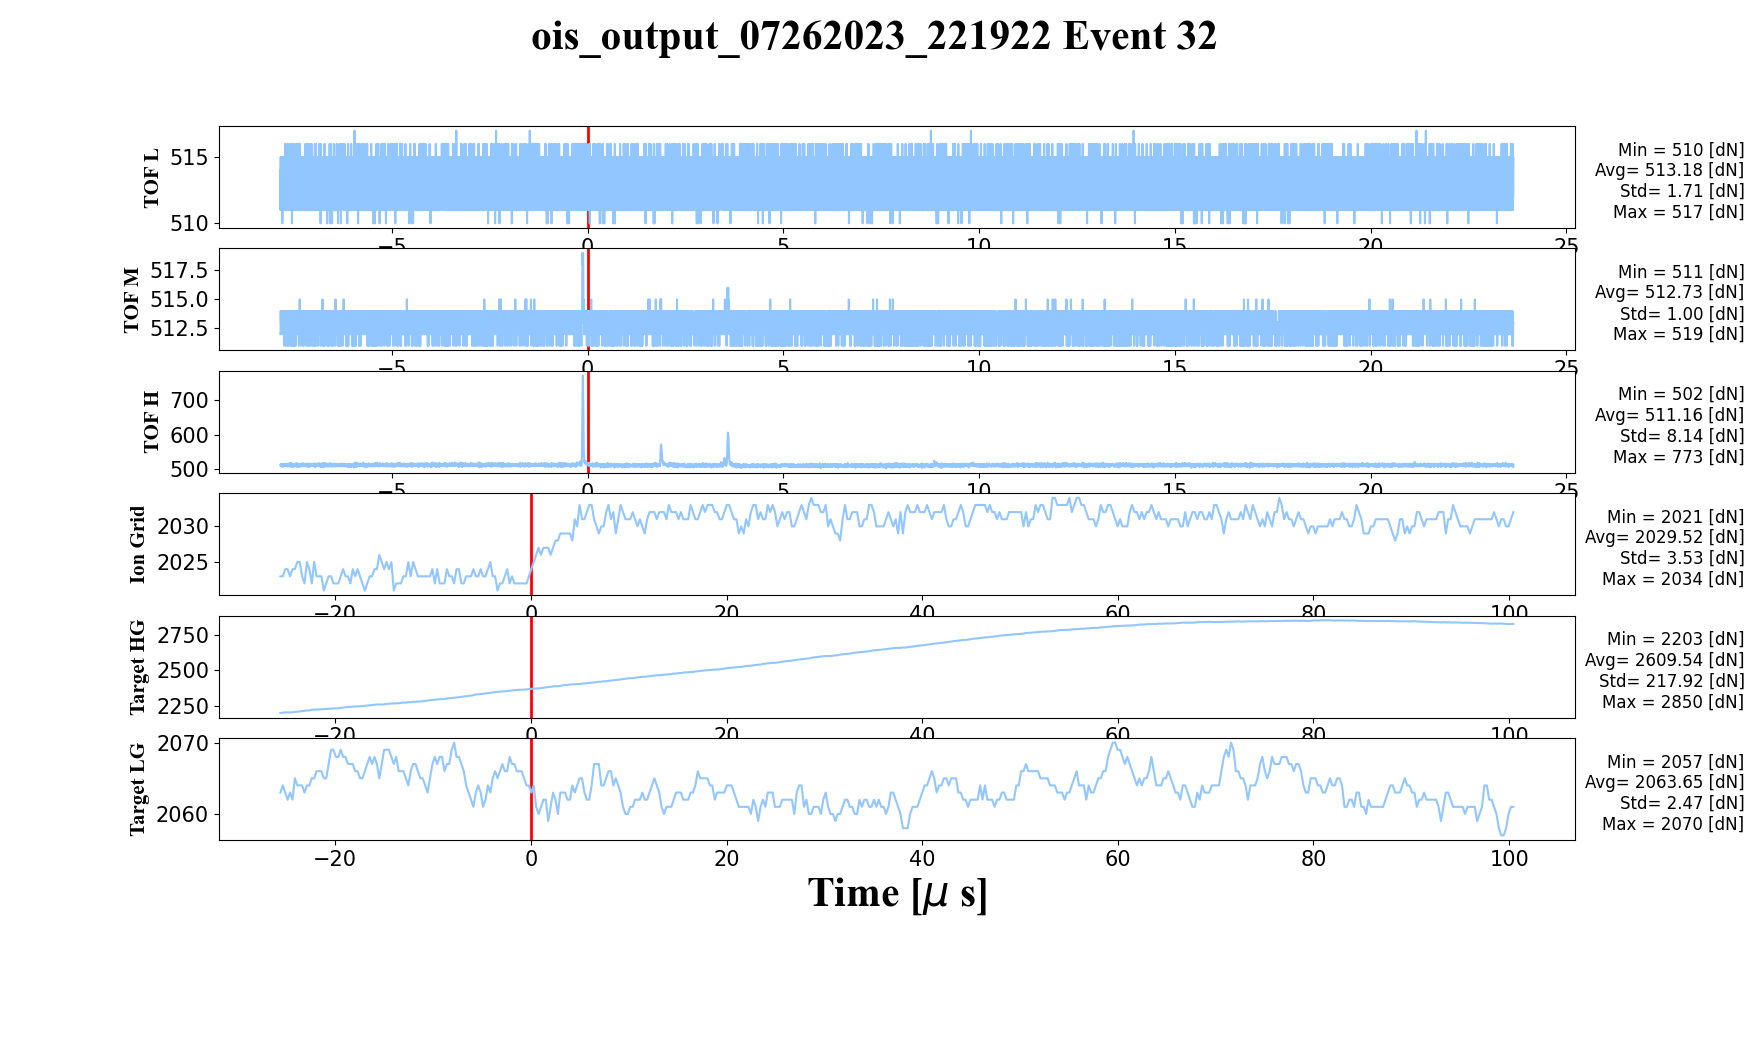 ois_output_07262023_221922 Event 32
TOF L
515
510
−5 0 5 10 15 20 25
Min = 510 [dN]
Avg= 513.18 [dN]
Std= 1.71 [dN]
Max = 517 [dN]
TOF M
517.5
515.0
512.5
−5 0 5 10 15 20 25
Min = 511 [dN]
Avg= 512.73 [dN]
Std= 1.00 [dN]
Max = 519 [dN]
TOF H
700
600
500
−5 0 5 10 15 20 25
Min = 502 [dN]
Avg= 511.16 [dN]
Std= 8.14 [dN]
Max = 773 [dN]
Ion Grid
2030
2025
−20 0 20 40 60 80 100
Min = 2021 [dN]
Avg= 2029.52 [dN]
Std= 3.53 [dN]
Max = 2034 [dN]
Target HG
2750
2500
2250
−20 0 20 40 60 80 100
Min = 2203 [dN]
Avg= 2609.54 [dN]
Std= 217.92 [dN]
Max = 2850 [dN]
Target LG
2070
2060
−20 0 20 40 60 80 100
Min = 2057 [dN]
Avg= 2063.65 [dN]
Std= 2.47 [dN]
Max = 2070 [dN]
Time [μ s]